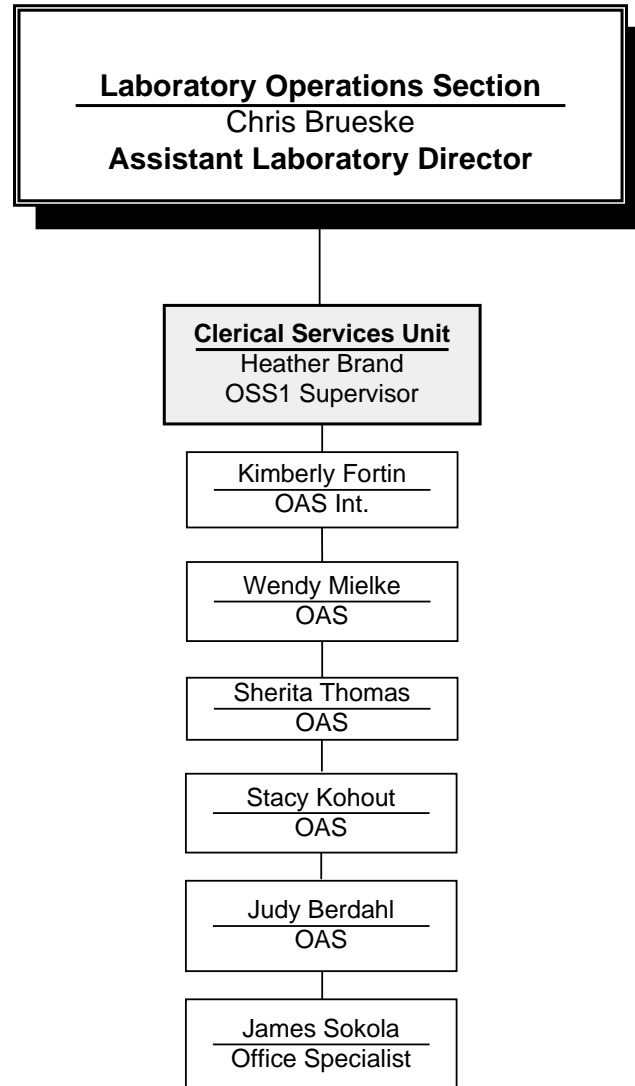 Laboratory Operations Section
Chris Brueske
Assistant Laboratory Director
Clerical Services Unit
Heather Brand
OSS1 Supervisor
Kimberly Fortin
OAS Int.
Wendy Mielke
OAS
Sherita Thomas
OAS
Stacy Kohout
OAS
Judy Berdahl
OAS
James Sokola
Office Specialist